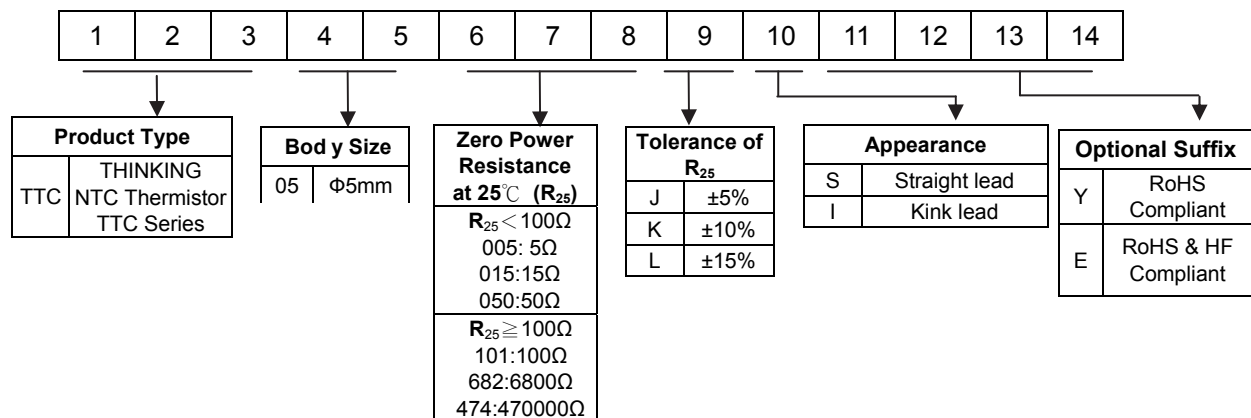 1 2 3 4 5 6 7 8 9 10 11 12 13 14
Product Type
TTC
THINKING
NTC Thermistor
TTC Series
Bod y Size
05 Φ5mm
Zero Power
Resistance
at 25℃ (R₂₅)
R₂₅＜100Ω
005: 5Ω
015:15Ω
050:50Ω
R₂₅≧100Ω
101:100Ω
682:6800Ω
474:470000Ω
Tolerance of
R₂₅
J ±5%
K ±10%
L ±15%
Appearance
S Straight lead
I Kink lead
Optional Suffix
Y RoHS
Compliant
E RoHS & HF
Compliant